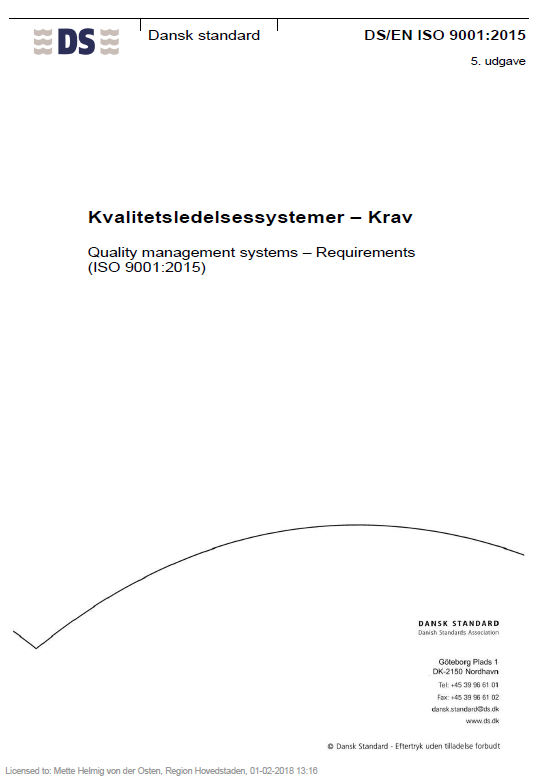 DS
Dansk standard
DS/EN ISO 9001:2015
5. udgave
Kvalitetsledelsessystemer – Krav
Quality management systems – Requirements
(ISO 9001:2015)
DANSK STANDARD
Danish Standards Association
Göteborg Plads 1
DK-2150 Nordhavn
Tel: +45 39 96 61 01
Fax: +45 39 96 61 02
dansk.standard@ds.dk
www.ds.dk
© Dansk Standard - Eftertryk uden tilladelse forbudt
Licensed to: Mette Helmig von der Osten, Region Hovedstaden, 01-02-2018 13:16